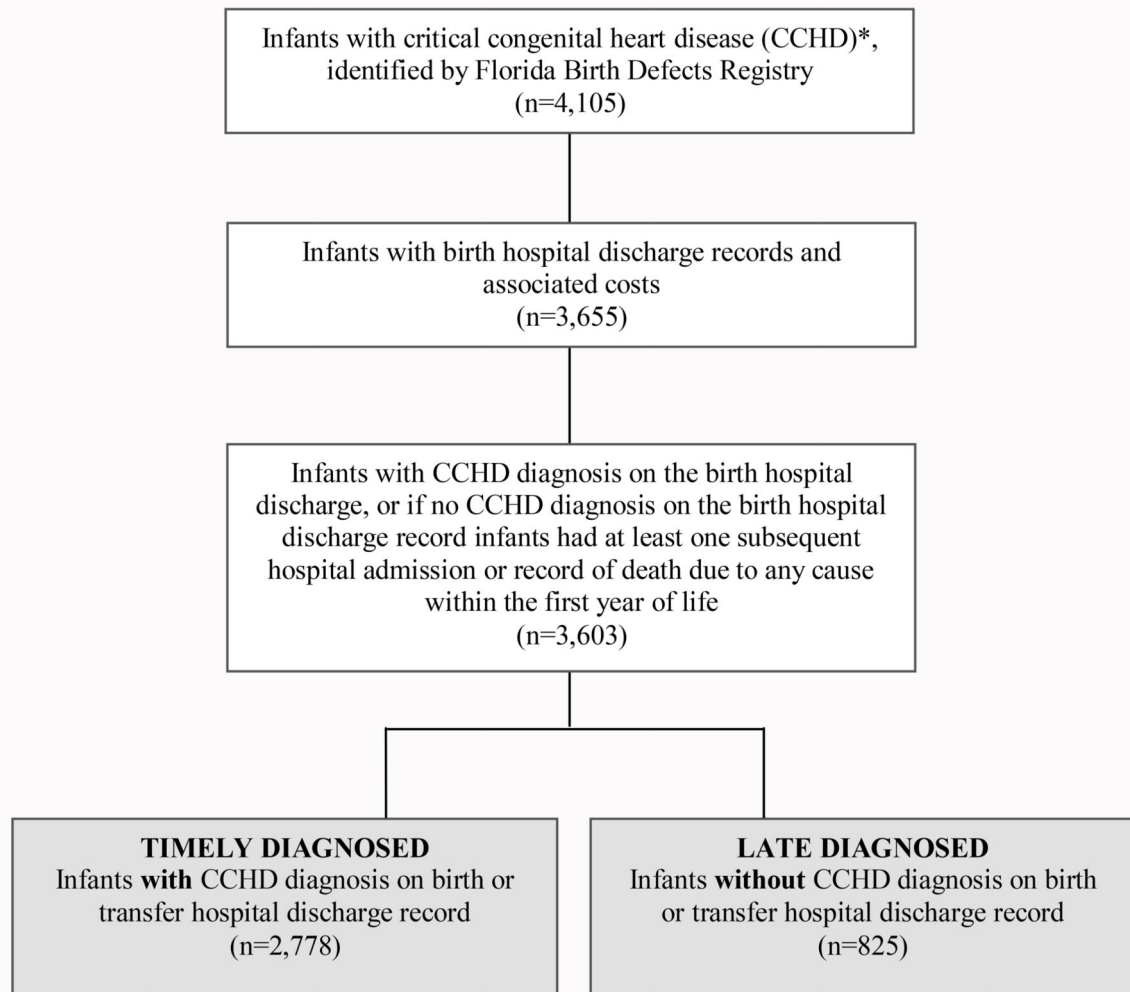 Infants with critical congenital heart disease (CCHD)*,
identified by Florida Birth Defects Registry
(n=4,105)
Infants with birth hospital discharge records and
associated costs
(n=3,655)
Infants with CCHD diagnosis on the birth hospital
discharge, or if no CCHD diagnosis on the birth hospital
discharge record infants had at least one subsequent
hospital admission or record of death due to any cause
within the first year of life
(n=3,603)
TIMELY DIAGNOSED
Infants with CCHD diagnosis on birth or
transfer hospital discharge record
(n=2,778)
LATE DIAGNOSED
Infants without CCHD diagnosis on birth
or transfer hospital discharge record
(n=825)